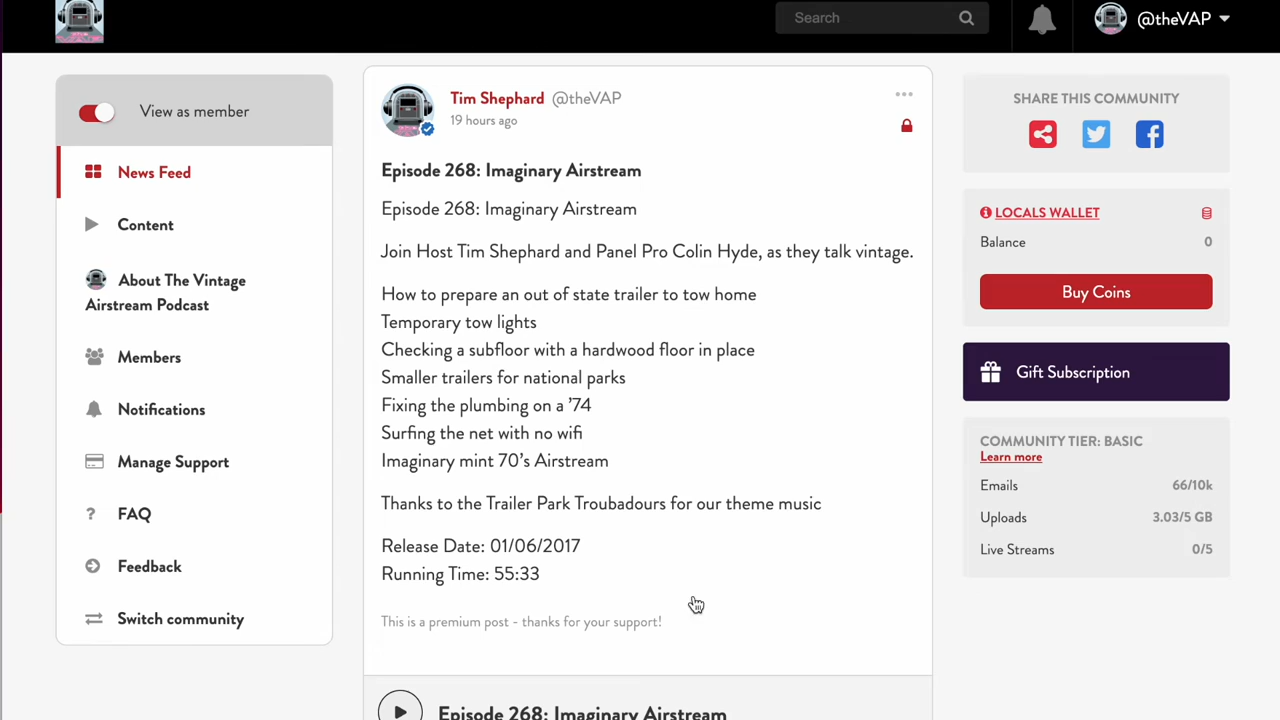 Search
@theVAP
View as member
News Feed
Content
About The Vintage
Airstream Podcast
Members
Notifications
Manage Support
FAQ
Feedback
Switch community
Tim Shephard @theVAP
19 hours ago
Episode 268: Imaginary Airstream
Episode 268: Imaginary Airstream
Join Host Tim Shephard and Panel Pro Colin Hyde, as they talk vintage.
How to prepare an out of state trailer to tow home
Temporary tow lights
Checking a subfloor with a hardwood floor in place
Smaller trailers for national parks
Fixing the plumbing on a ’74
Surfing the net with no wifi
Imaginary mint 70’s Airstream
Thanks to the Trailer Park Troubadours for our theme music
Release Date: 01/06/2017
Running Time: 55:33
This is a premium post - thanks for your support!
Episode 268: Imaginary Airstream
SHARE THIS COMMUNITY
LOCALS WALLET
Balance 0
Buy Coins
Gift Subscription
COMMUNITY TIER: BASIC
Learn more
Emails 66/10k
Uploads 3.03/5 GB
Live Streams 0/5